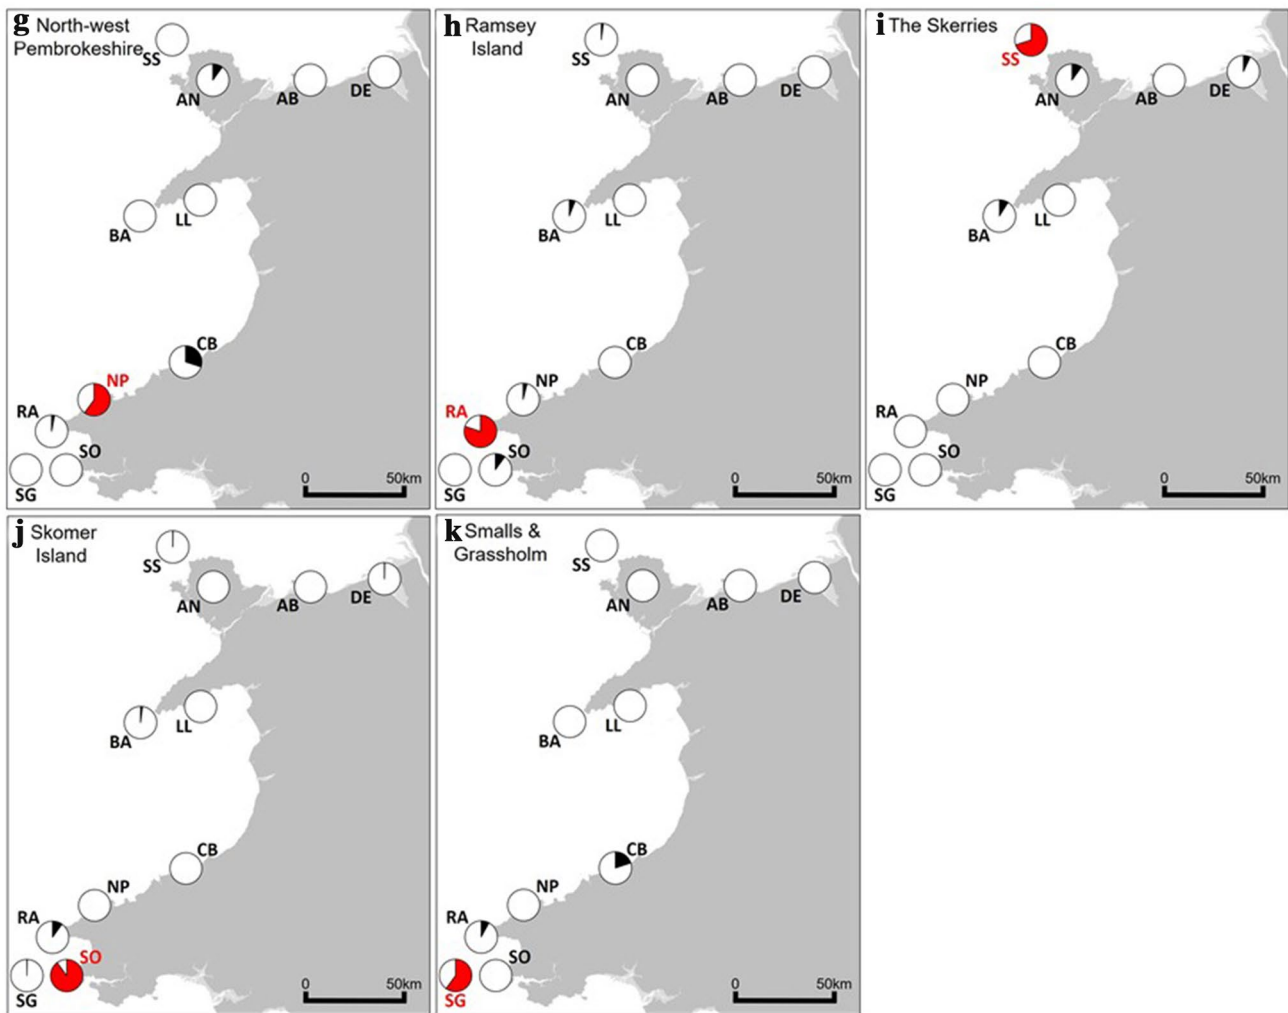 g North-west
Pembrokeshire
SS
AN
AB
DE
BA
LL
CB
NP
RA
SO
SG
0 50km
h Ramsey
Island
SS
AN
AB
DE
BA
LL
CB
NP
RA
SO
SG
0 50km
i The Skerries
SS
AN
AB
DE
BA
LL
CB
NP
RA
SO
SG
0 50km
j Skomer
Island
SS
AN
AB
DE
BA
LL
CB
NP
RA
SO
SG
0 50km
k Smalls &
Grassholm
SS
AN
AB
DE
BA
LL
CB
NP
RA
SO
SG
0 50km